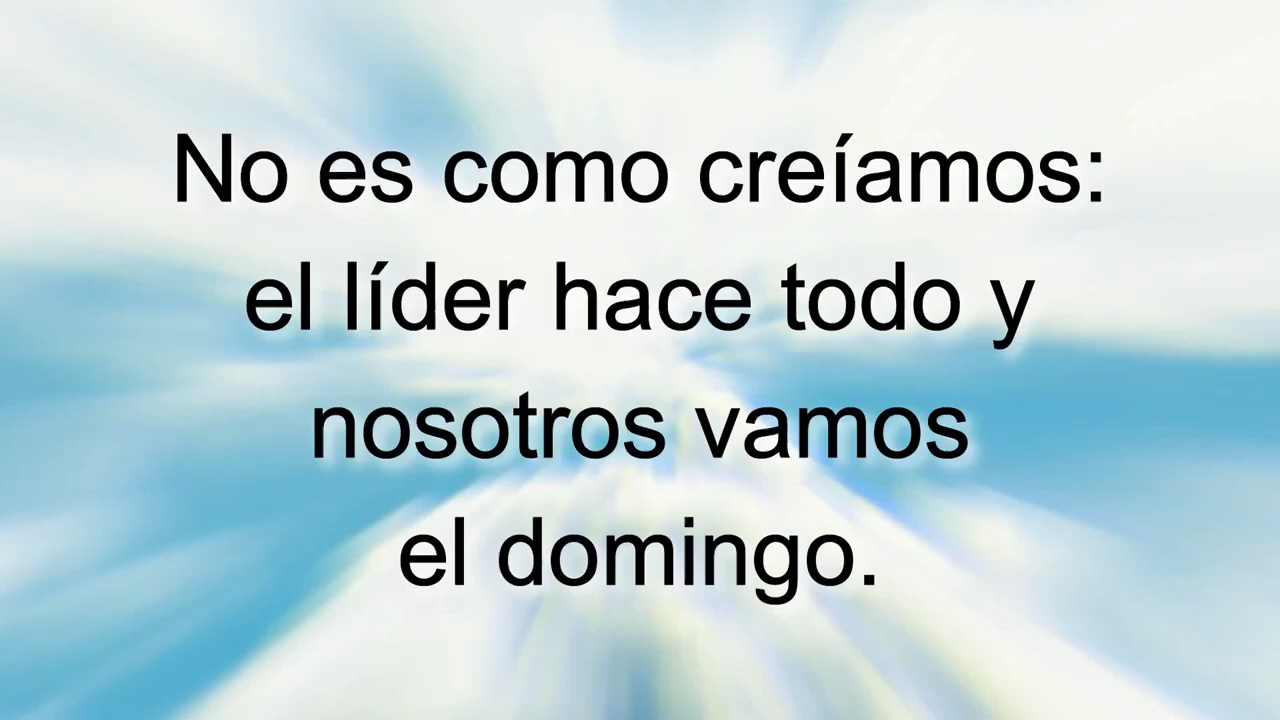 No es como creíamos:
el líder hace todo y
nosotros vamos
el domingo.